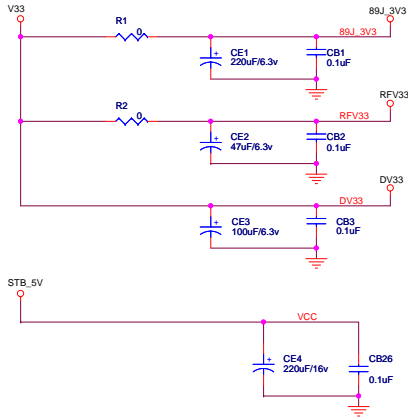 V33
89J_3V3
R1
0
89J_3V3
CE1
220uF/6.3v
CB1
0.1uF
RFV33
R2
0
RFV33
CE2
47uF/6.3v
CB2
0.1uF
DV33
DV33
CE3
100uF/6.3v
CB3
0.1uF
STB_5V
VCC
CE4
220uF/16v
CB26
0.1uF